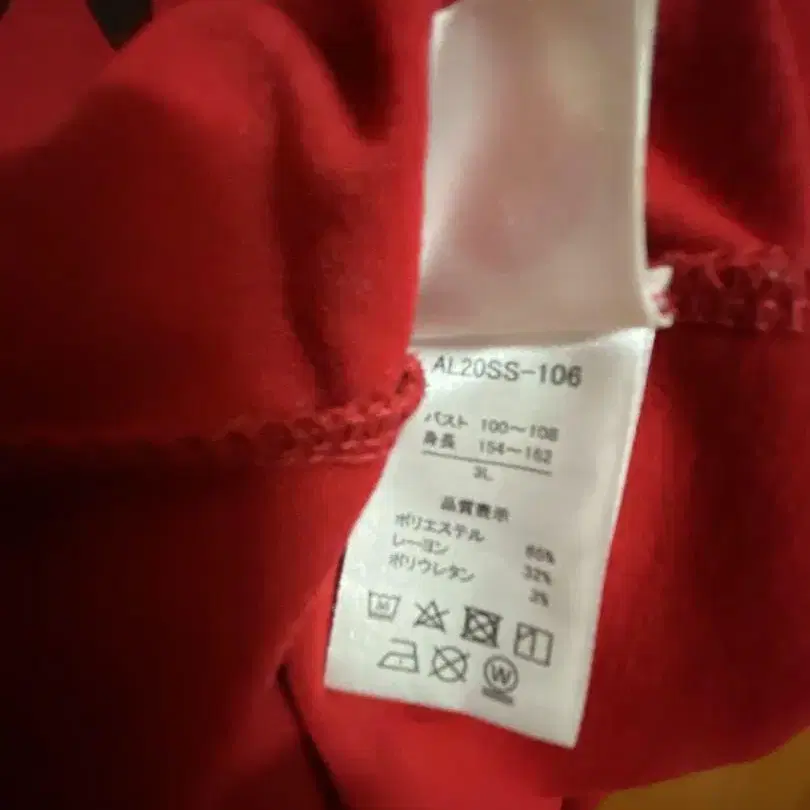 AL20SS-106
バスト 100～108
身長 154～162
3L
品質表示
ポリエステル 65%
レーヨン 32%
ポリウレタン 3%
W